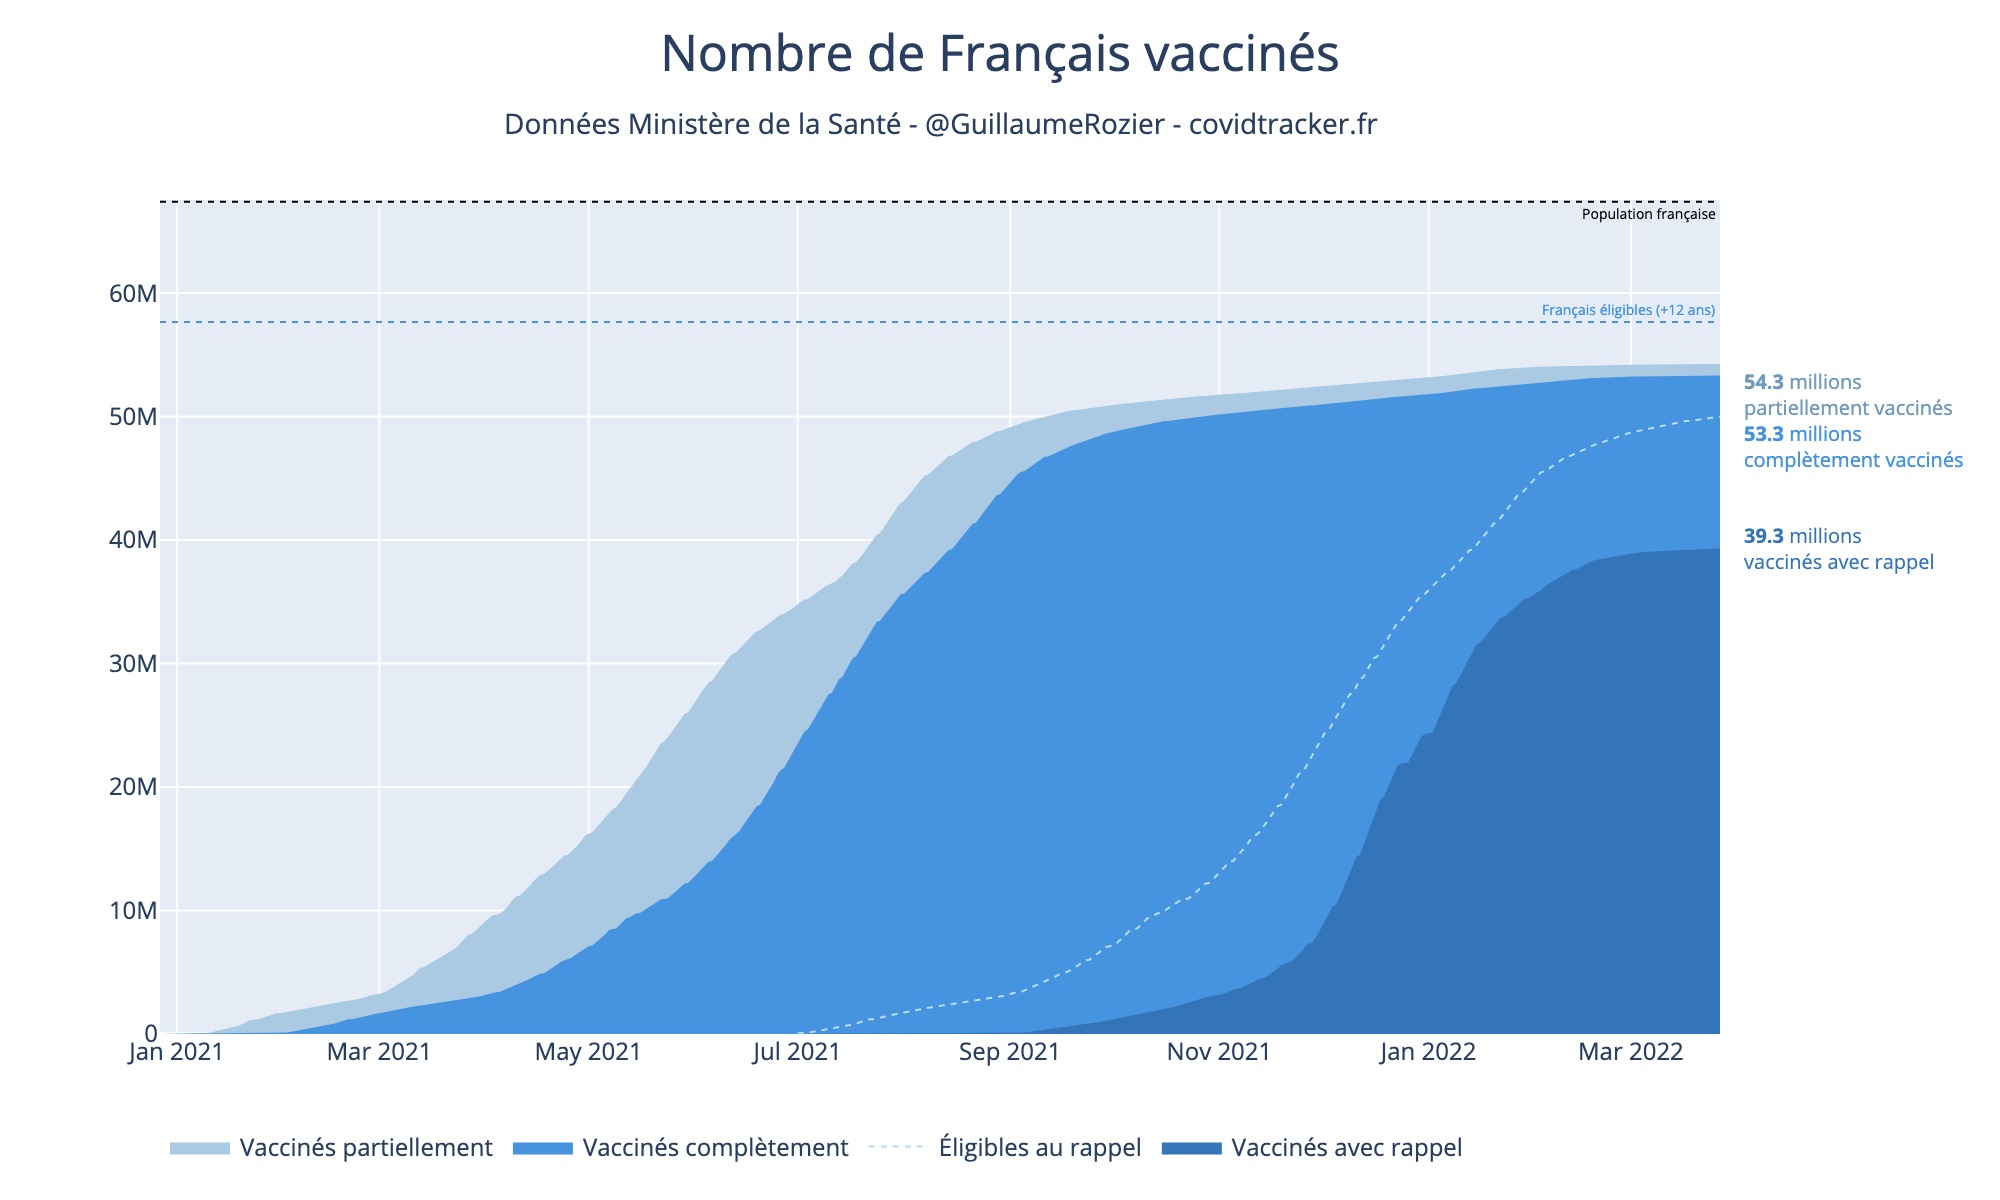 Nombre de Français vaccinés
Données Ministère de la Santé - @GuillaumeRozier - covidtracker.fr
Population française
60M
Français éligibles (+12 ans)
54.3 millions
partiellement vaccinés
50M
53.3 millions
complètement vaccinés
40M
39.3 millions
vaccinés avec rappel
30M
20M
10M
0
Jan 2021 Mar 2021 May 2021 Jul 2021 Sep 2021 Nov 2021 Jan 2022 Mar 2022
Vaccinés partiellement Vaccinés complètement Éligibles au rappel Vaccinés avec rappel